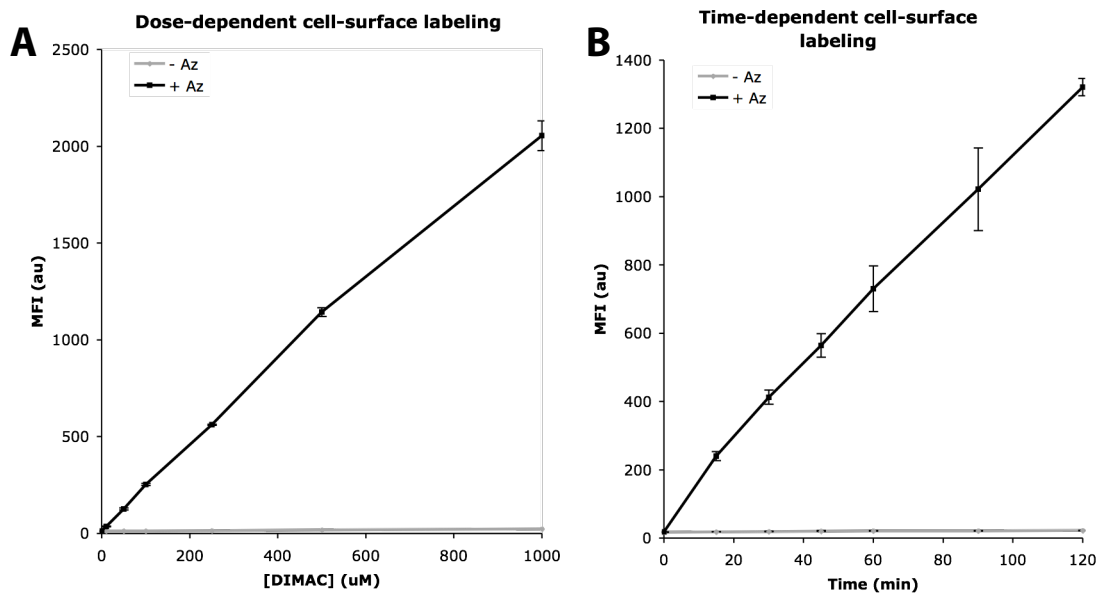 A
Dose-dependent cell-surface labeling
- Az
+ Az
2500
2000
1500
1000
500
0
MFI (au)
0 200 400 600 800 1000
[DIMAC] (uM)
B
Time-dependent cell-surface
labeling
- Az
+ Az
1400
1200
1000
800
600
400
200
0
MFI (au)
0 20 40 60 80 100 120
Time (min)